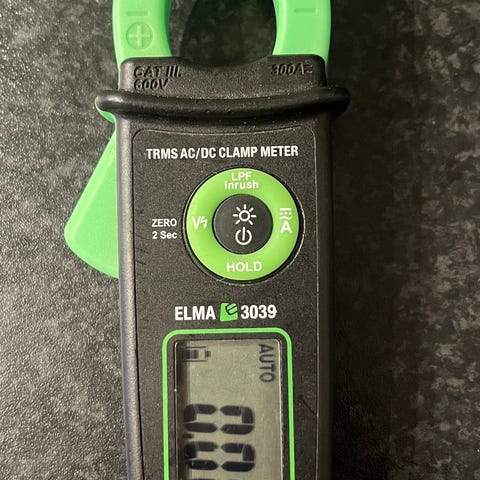 CAT III. 300A
600V
TRMS AC/DC CLAMP METER
LPF
Inrush
ZERO
2 Sec
V
A
HOLD
ELMA 3039
AUTO